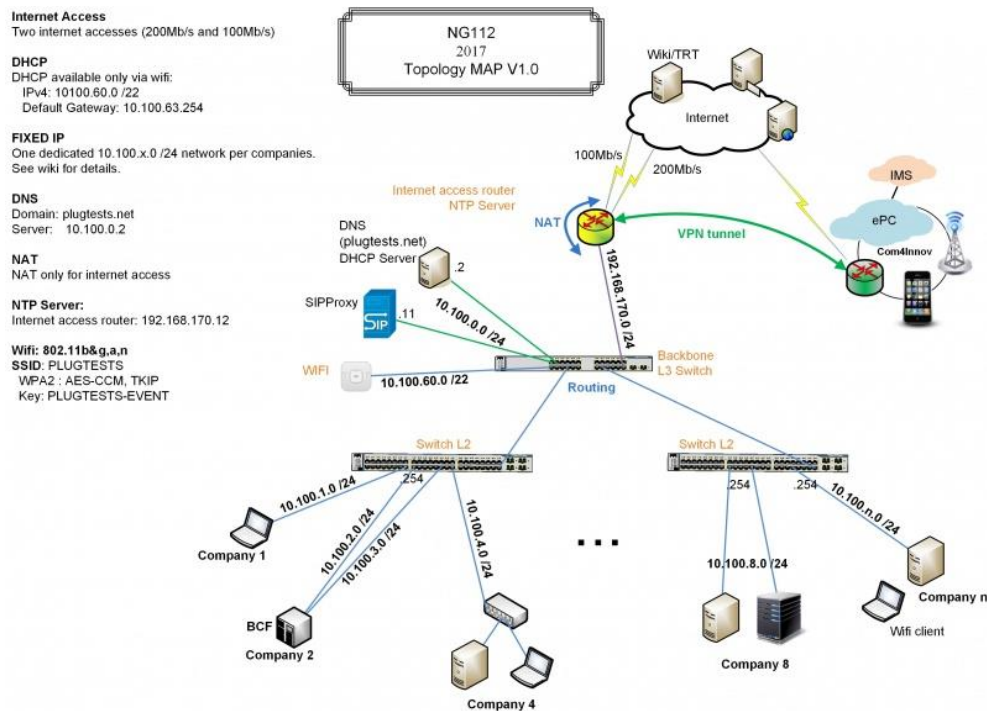 Internet Access
Two internet accesses (200Mb/s and 100Mb/s)
DHCP
DHCP available only via wifi:
IPv4: 10100.60.0 /22
Default Gateway: 10.100.63.254
FIXED IP
One dedicated 10.100.x.0 /24 network per companies.
See wiki for details.
DNS
Domain: plugtests.net
Server: 10.100.0.2
NAT
NAT only for internet access
NTP Server:
Internet access router: 192.168.170.12
Wifi: 802.11b&g,a,n
SSID: PLUGTESTS
WPA2 : AES-CCM, TKIP
Key: PLUGTESTS-EVENT
NG112
2017
Topology MAP V1.0
Wiki/TRT
Internet
100Mb/s
200Mb/s
Internet access router
NTP Server
NAT
VPN tunnel
IMS
ePC
Com4Innov
DNS
(plugtests.net)
DHCP Server
.2
SIPProxy
SIP
.11
10.100.0.0 /24
192.168.170.0 /24
WIFI
10.100.60.0 /22
Backbone
L3 Switch
Routing
Switch L2
Switch L2
.254
.254
.254
10.100.1.0 /24
10.100.2.0 /24
10.100.3.0 /24
10.100.4.0 /24
...
10.100.8.0 /24
10.100.n.0 /24
Company 1
BCF
Company 2
Company 4
Company 8
Company n
Wifi client